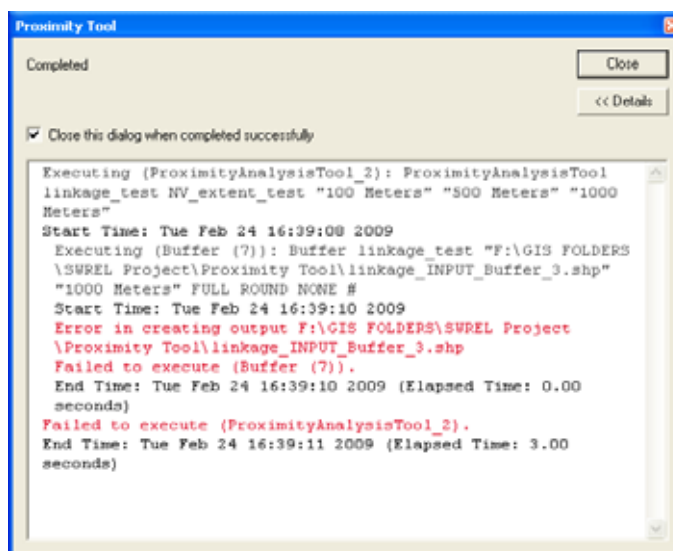 Proximity Tool
Completed
Close
<< Details
Close this dialog when completed successfully
Executing (ProximityAnalysisTool_2): ProximityAnalysisTool
linkage_test NV_extent_test "100 Meters" "500 Meters" "1000
Meters"
Start Time: Tue Feb 24 16:39:08 2009
Executing (Buffer (7)): Buffer linkage_test "F:\GIS FOLDERS
\SWREL Project\Proximity Tool\linkage_INPUT_Buffer_3.shp"
"1000 Meters" FULL ROUND NONE #
Start Time: Tue Feb 24 16:39:10 2009
Error in creating output F:\GIS FOLDERS\SWREL Project
\Proximity Tool\linkage_INPUT_Buffer_3.shp
Failed to execute (Buffer (7)).
End Time: Tue Feb 24 16:39:10 2009 (Elapsed Time: 0.00
seconds)
Failed to execute (ProximityAnalysisTool_2).
End Time: Tue Feb 24 16:39:11 2009 (Elapsed Time: 3.00
seconds)